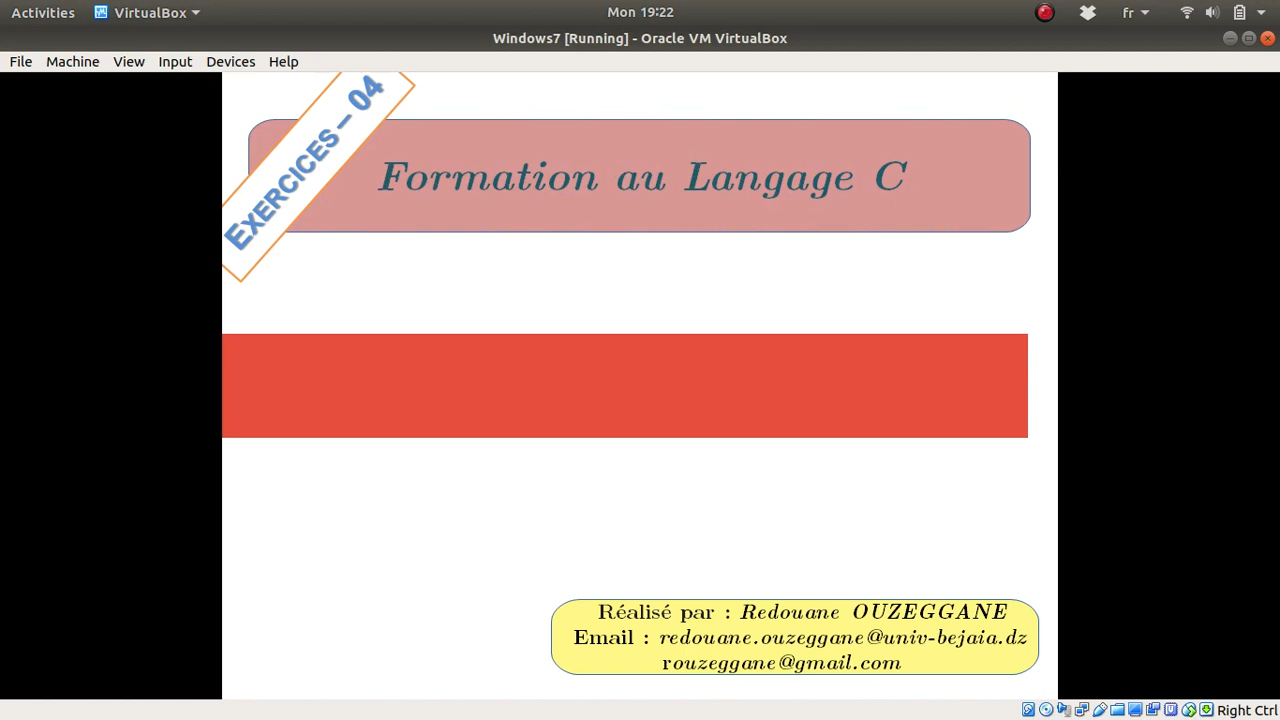 Activities VirtualBox Mon 19:22 fr
Windows7 [Running] - Oracle VM VirtualBox
File Machine View Input Devices Help
EXERCICES – 04
Formation au Langage C
Réalisé par : Redouane OUZEGGANE
Email : redouane.ouzeggane@univ-bejaia.dz
rouzeggane@gmail.com
Right Ctrl